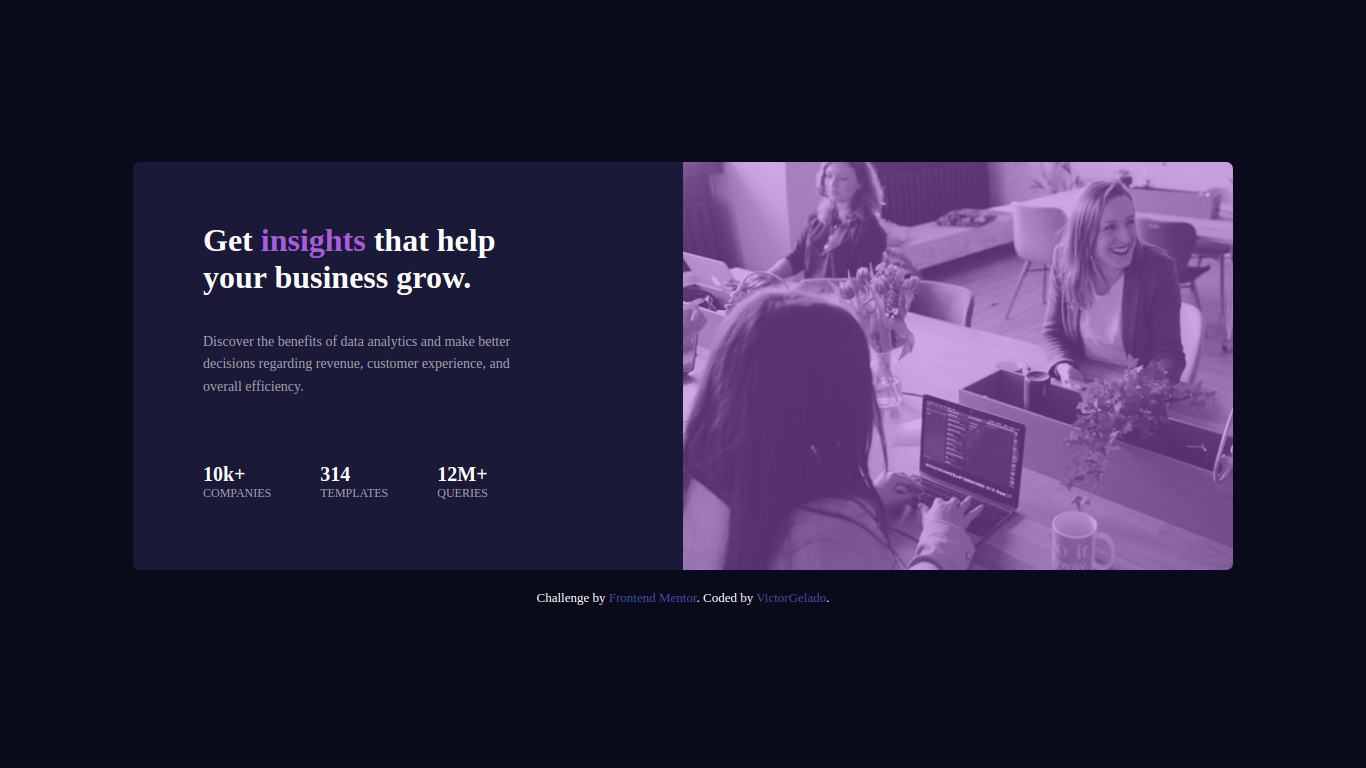 Get insights that help
your business grow.
Discover the benefits of data analytics and make better
decisions regarding revenue, customer experience, and
overall efficiency.
10k+
COMPANIES
314
TEMPLATES
12M+
QUERIES
Challenge by Frontend Mentor. Coded by VictorGelado.